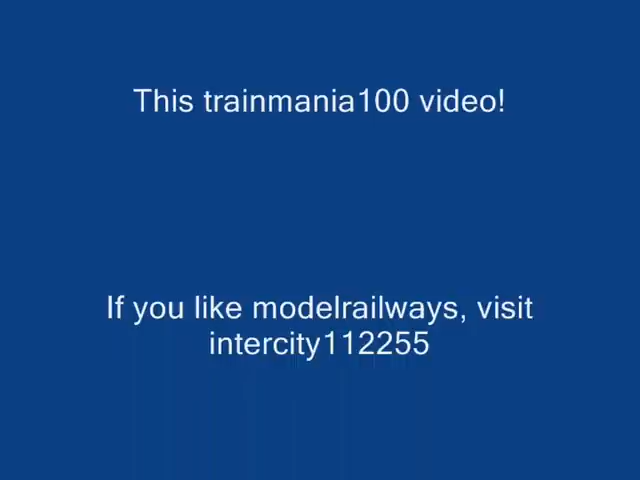 This trainmania100 video!
If you like modelrailways, visit
intercity112255